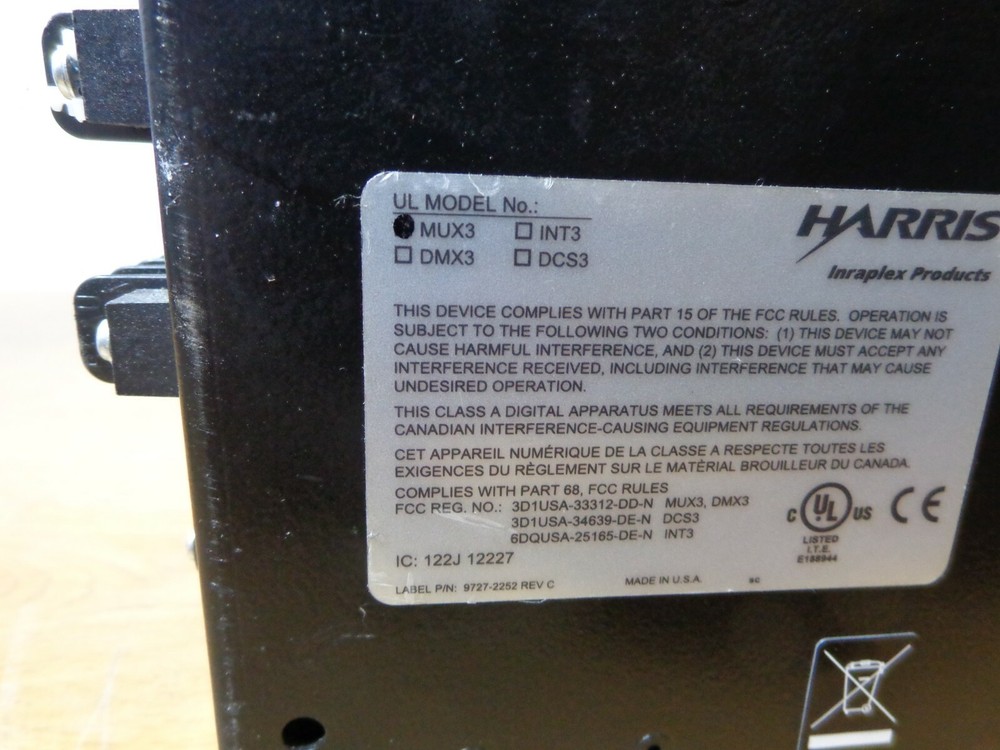 UL MODEL No.:
MUX3 INT3
DMX3 DCS3
HARRIS
Inraplex Products
THIS DEVICE COMPLIES WITH PART 15 OF THE FCC RULES. OPERATION IS
SUBJECT TO THE FOLLOWING TWO CONDITIONS: (1) THIS DEVICE MAY NOT
CAUSE HARMFUL INTERFERENCE, AND (2) THIS DEVICE MUST ACCEPT ANY
INTERFERENCE RECEIVED, INCLUDING INTERFERENCE THAT MAY CAUSE
UNDESIRED OPERATION.
THIS CLASS A DIGITAL APPARATUS MEETS ALL REQUIREMENTS OF THE
CANADIAN INTERFERENCE-CAUSING EQUIPMENT REGULATIONS.
CET APPAREIL NUMÉRIQUE DE LA CLASSE A RESPECTE TOUTES LES
EXIGENCES DU RÈGLEMENT SUR LE MATÉRIAL BROUILLEUR DU CANADA.
COMPLIES WITH PART 68, FCC RULES
FCC REG. NO.: 3D1USA-33312-DD-N MUX3, DMX3
3D1USA-34639-DE-N DCS3
6DQUSA-25165-DE-N INT3
C UL US CE
LISTED
I.T.E.
E188944
IC: 122J 12227
LABEL P/N: 9727-2252 REV C MADE IN U.S.A. SC